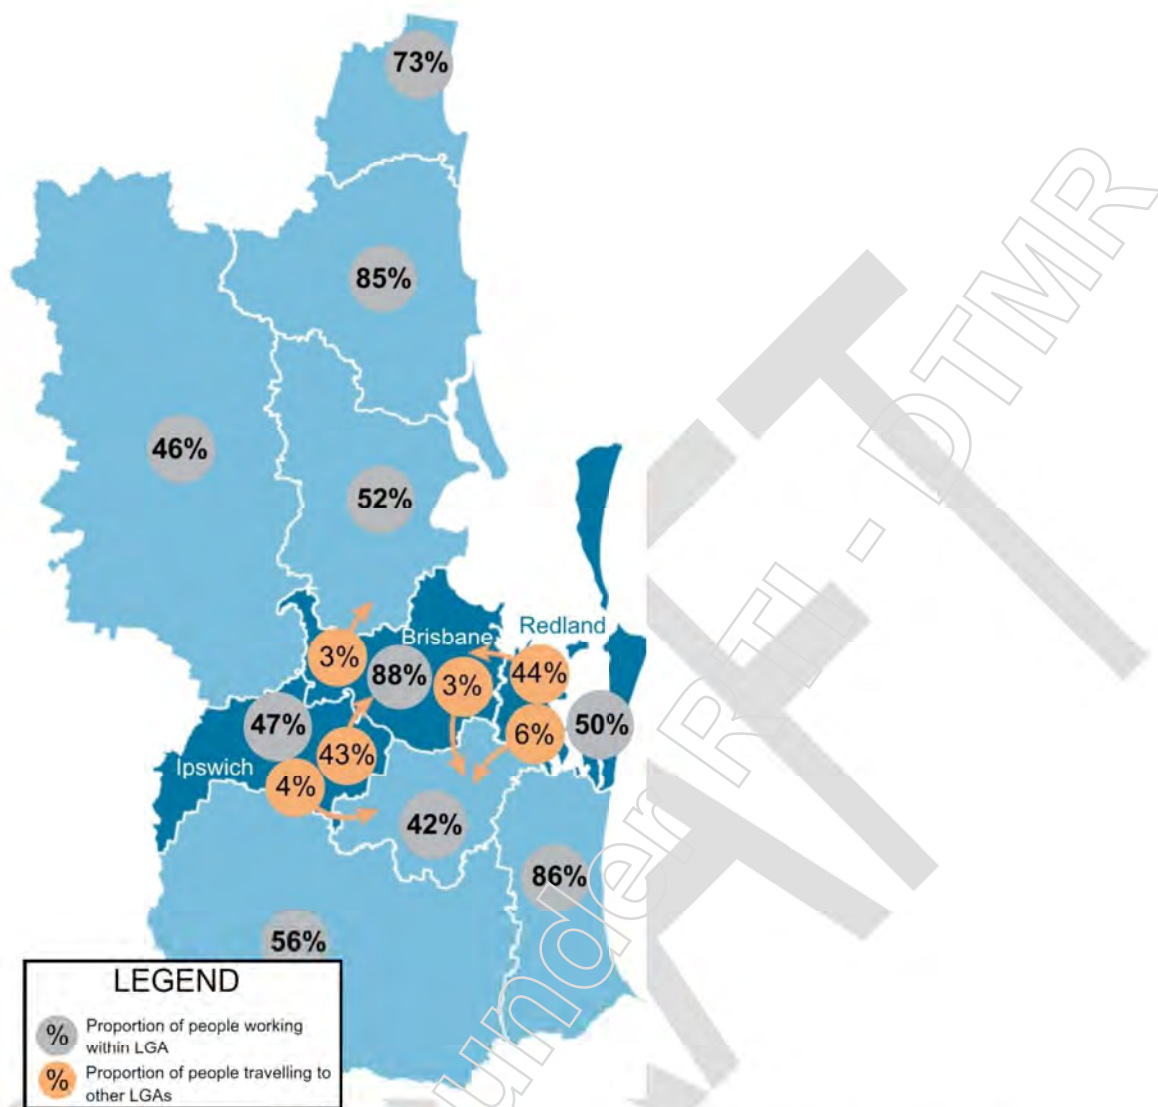 73%
85%
46%
52%
Redland
Brisbane
3%
88%
3%
44%
47%
43%
6%
50%
Ipswich
4%
42%
86%
56%
LEGEND
% Proportion of people working
within LGA
% Proportion of people travelling to
other LGAs
under RTI - DTMR